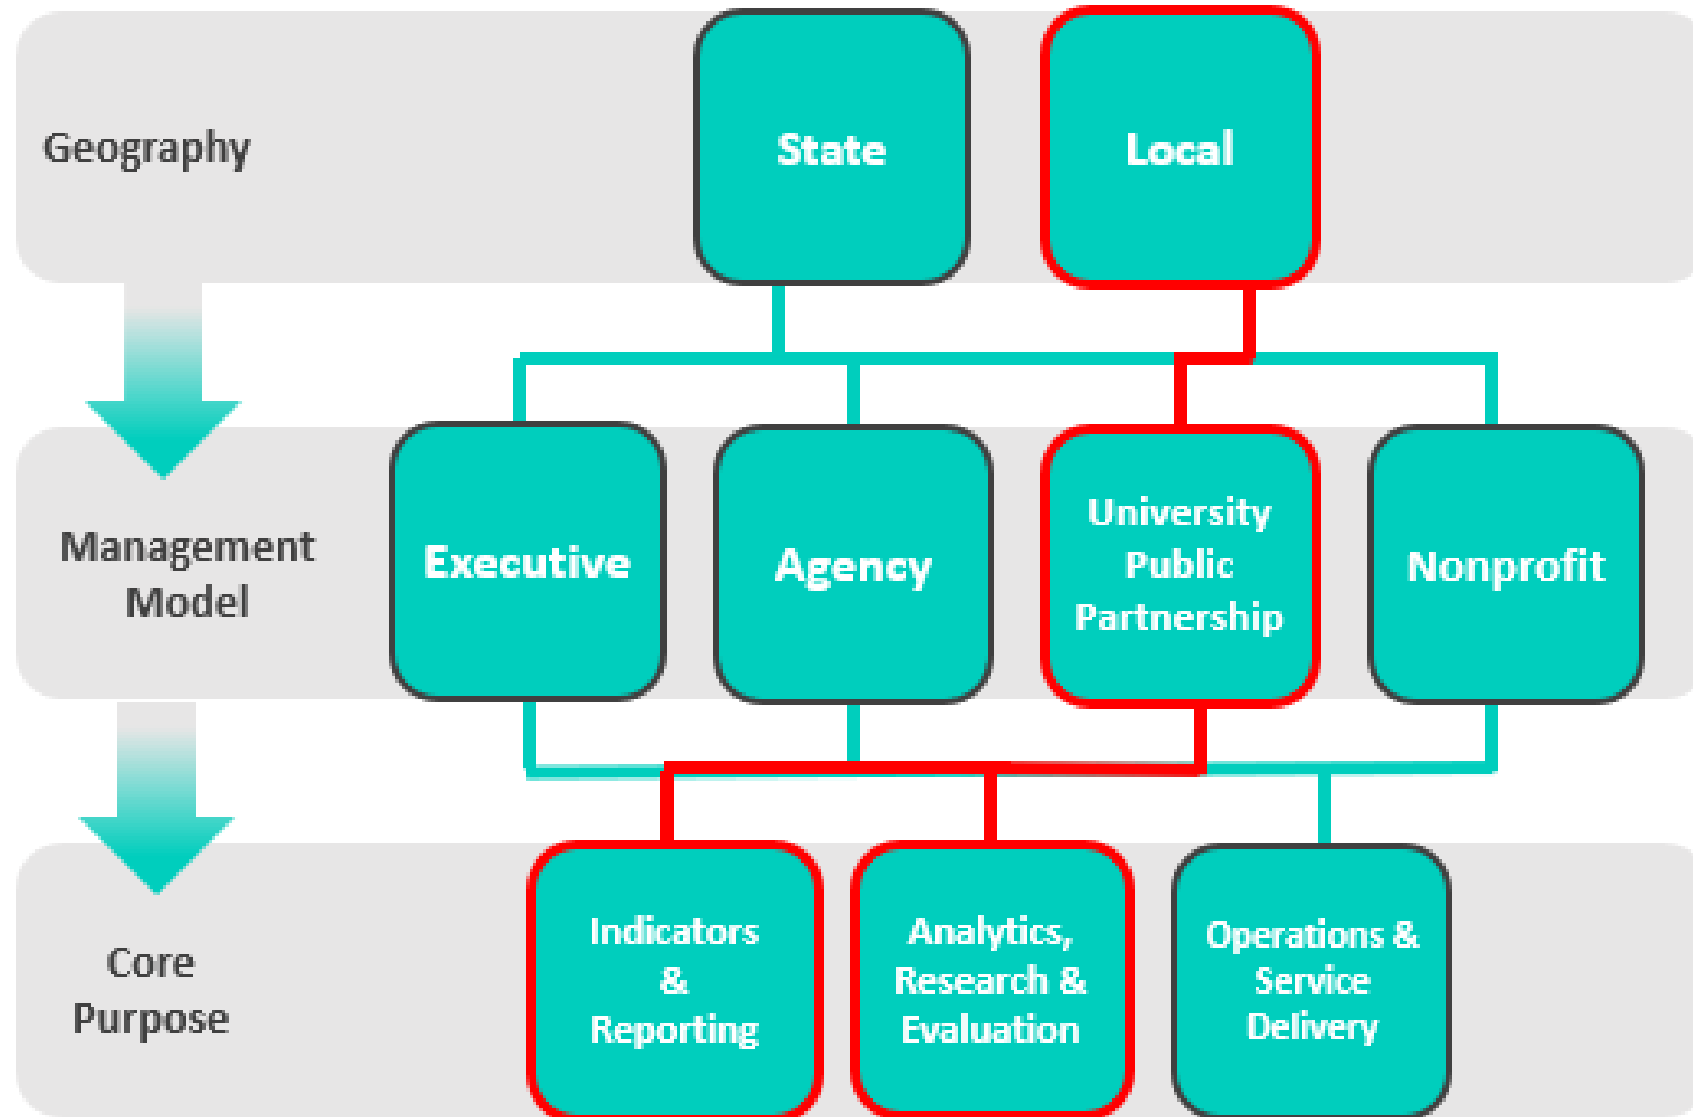 Geography
State
Local
Management
Model
Executive
Agency
University
Public
Partnership
Nonprofit
Core
Purpose
Indicators
&
Reporting
Analytics,
Research &
Evaluation
Operations &
Service
Delivery